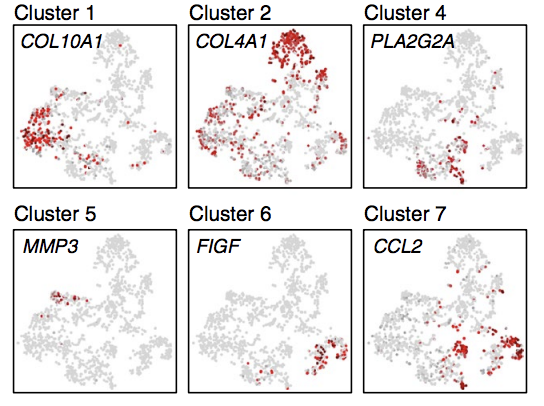 Cluster 1
Cluster 2
Cluster 4
COL10A1
COL4A1
PLA2G2A
Cluster 5
Cluster 6
Cluster 7
MMP3
FIGF
CCL2